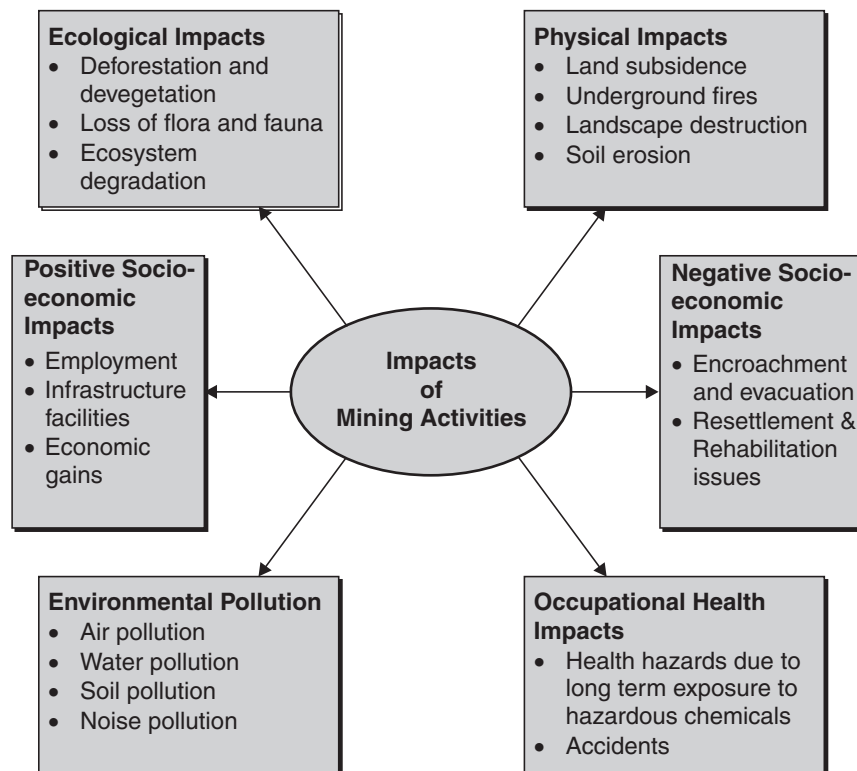 Ecological Impacts
• Deforestation and
devegetation
• Loss of flora and fauna
• Ecosystem
degradation
Physical Impacts
• Land subsidence
• Underground fires
• Landscape destruction
• Soil erosion
Positive Socio-
economic
Impacts
• Employment
• Infrastructure
facilities
• Economic
gains
Impacts
of
Mining Activities
Negative Socio-
economic
Impacts
• Encroachment
and evacuation
• Resettlement &
Rehabilitation
issues
Environmental Pollution
• Air pollution
• Water pollution
• Soil pollution
• Noise pollution
Occupational Health
Impacts
• Health hazards due to
long term exposure to
hazardous chemicals
• Accidents